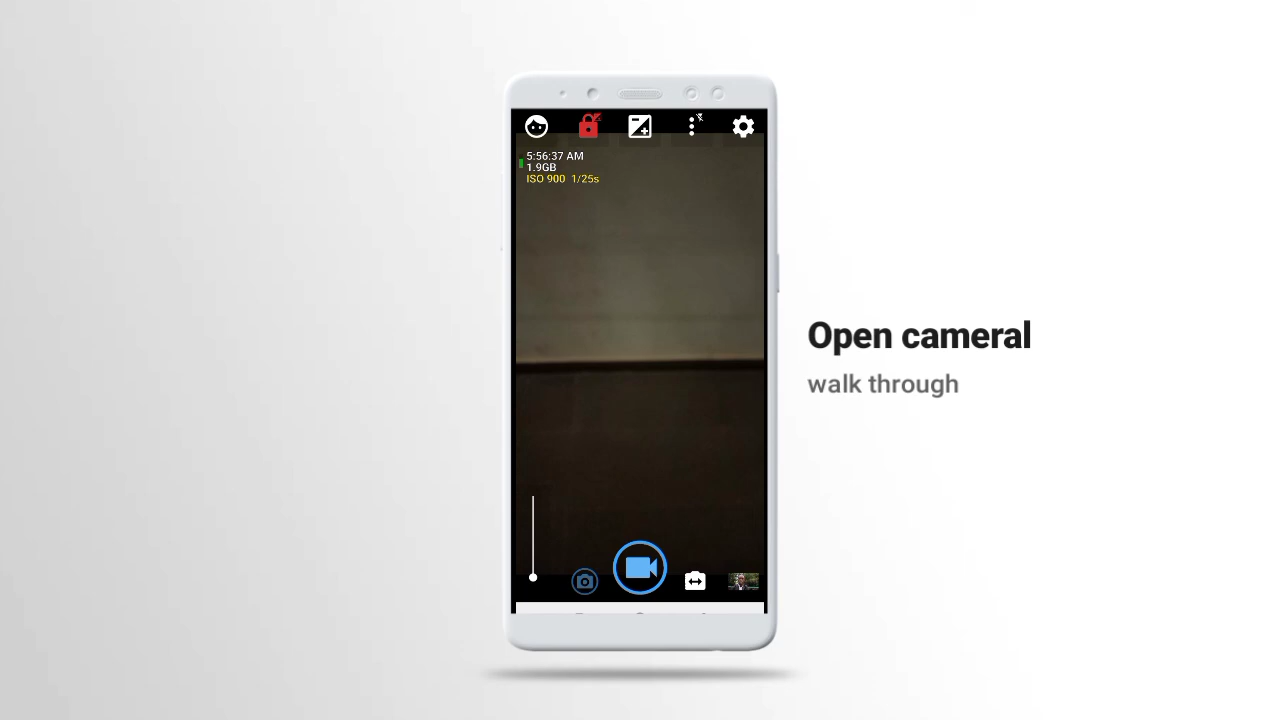 5:56:37 AM
1.9GB
ISO 900 1/25s
Open cameral
walk through